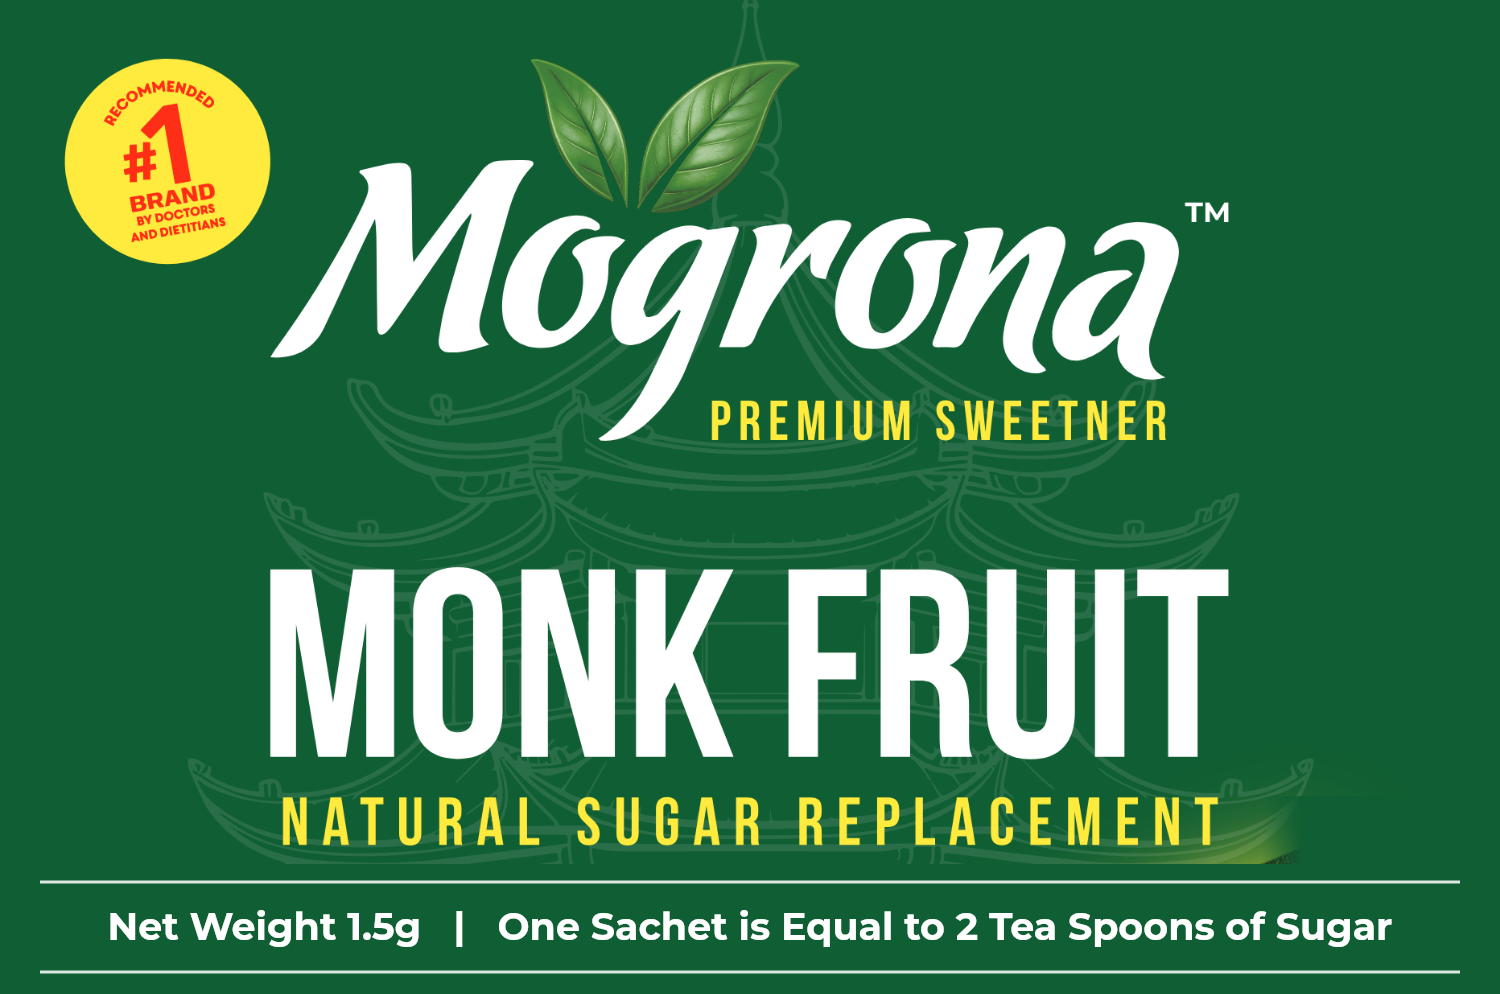 RECOMMENDED
#1
BRAND
BY DOCTORS
AND DIETITIANS
Mogrona™
PREMIUM SWEETNER
MONK FRUIT
NATURAL SUGAR REPLACEMENT
Net Weight 1.5g | One Sachet is Equal to 2 Tea Spoons of Sugar